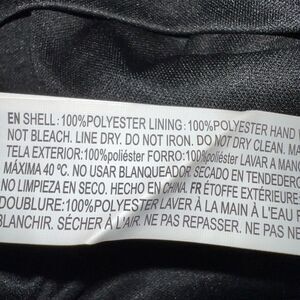 EN SHELL:100%POLYESTER LINING:100%POLYESTER HAND
NOT BLEACH. LINE DRY. DO NOT IRON. DO NOT DRY CLEAN. MA
TELA EXTERIOR:100%poliéster FORRO:100%poliéster LAVAR A MAN
MÁXIMA 40 ºC. NO USAR BLANQUEADOR SECADO EN TENDEDERO
NO LIMPIEZA EN SECO. HECHO EN CHINA. FR ÉTOFFE EXTÉRIEURE
DOUBLURE:100%POLYESTER LAVER À LA MAIN À L'EAU
BLANCHIR. SÉCHER À L'AIR. NE PAS REPASSER. NE PAS NE